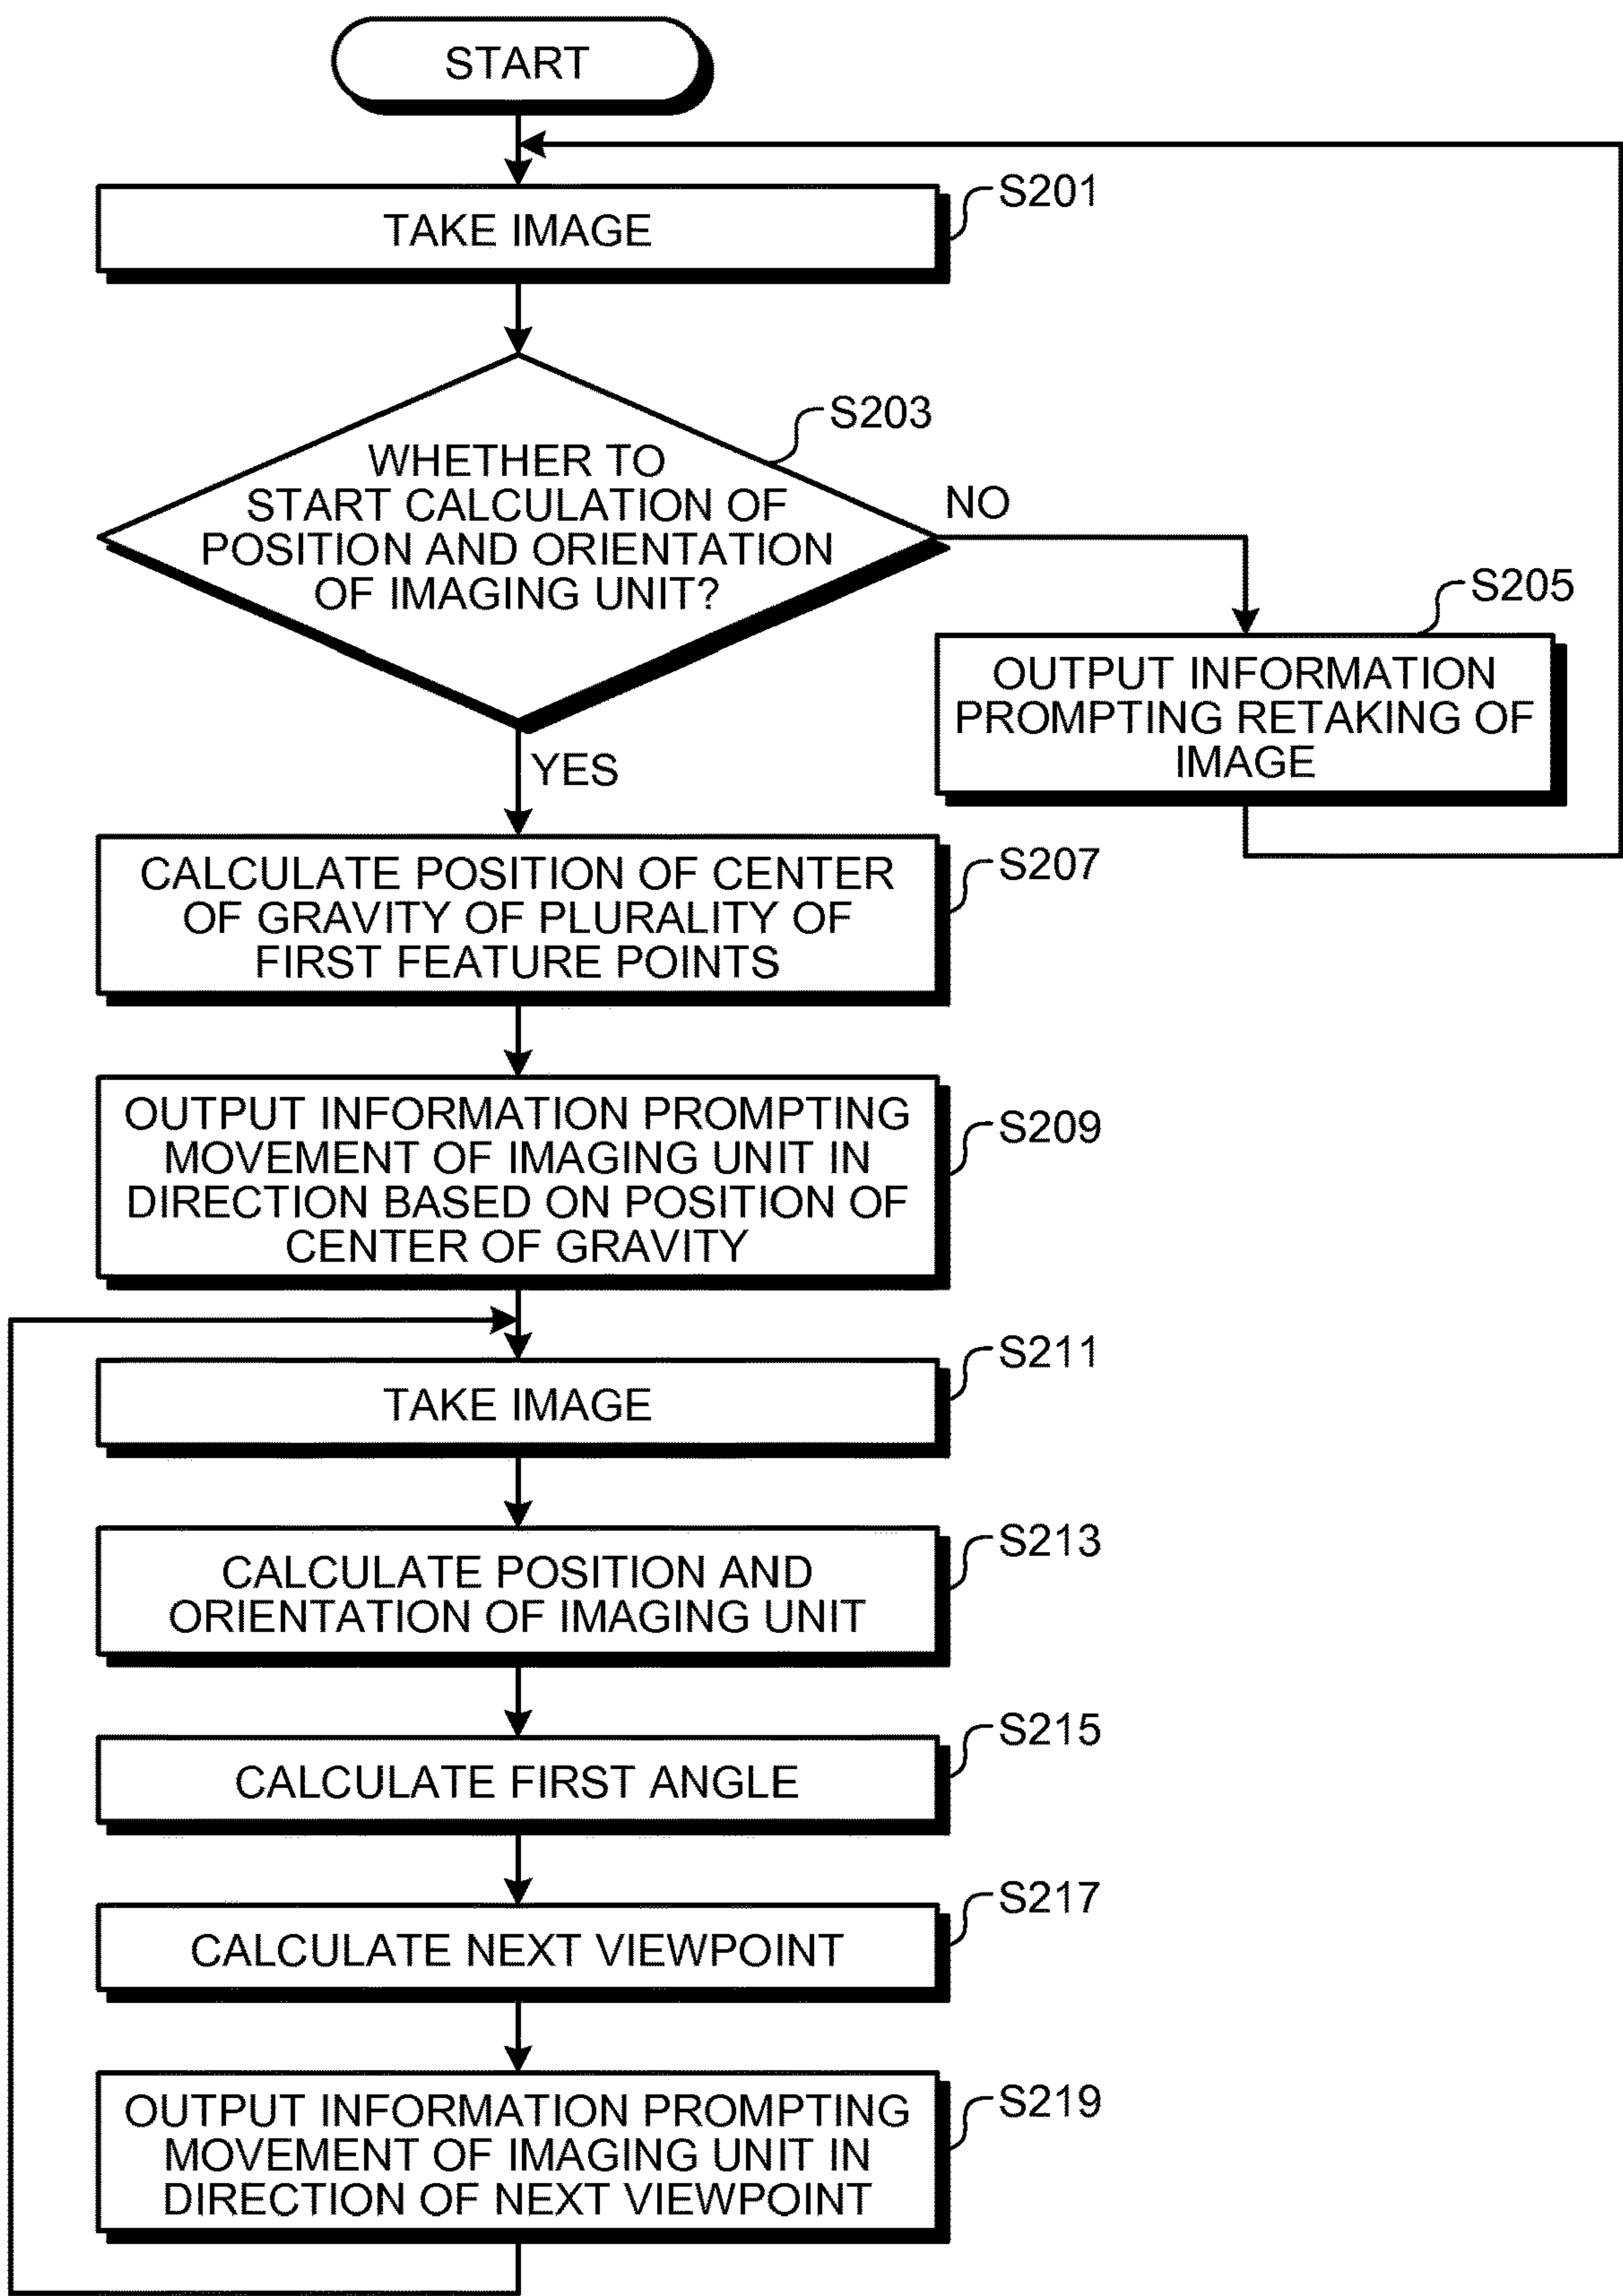 START
TAKE IMAGE
S201
WHETHER TO
START CALCULATION OF
POSITION AND ORIENTATION
OF IMAGING UNIT?
S203
NO
YES
OUTPUT INFORMATION
PROMPTING RETAKING OF
IMAGE
S205
CALCULATE POSITION OF CENTER
OF GRAVITY OF PLURALITY OF
FIRST FEATURE POINTS
S207
OUTPUT INFORMATION PROMPTING
MOVEMENT OF IMAGING UNIT IN
DIRECTION BASED ON POSITION OF
CENTER OF GRAVITY
S209
TAKE IMAGE
S211
CALCULATE POSITION AND
ORIENTATION OF IMAGING UNIT
S213
CALCULATE FIRST ANGLE
S215
CALCULATE NEXT VIEWPOINT
S217
OUTPUT INFORMATION PROMPTING
MOVEMENT OF IMAGING UNIT IN
DIRECTION OF NEXT VIEWPOINT
S219